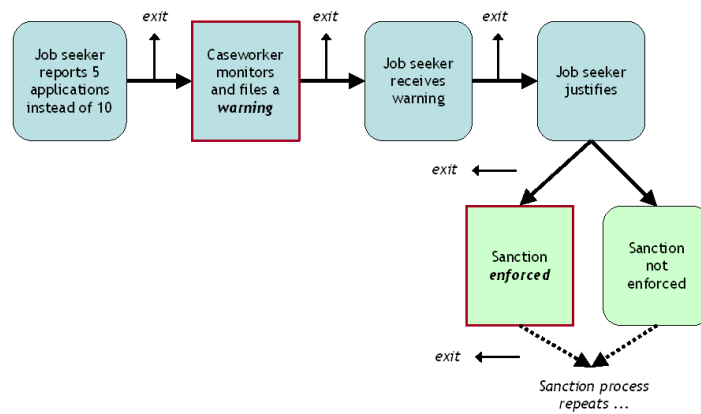 exit
exit
exit
Job seeker
reports 5
applications
instead of 10
Caseworker
monitors
and files a
warning
Job seeker
receives
warning
Job seeker
justifies
exit
Sanction
enforced
Sanction
not
enforced
exit
Sanction process
repeats ...